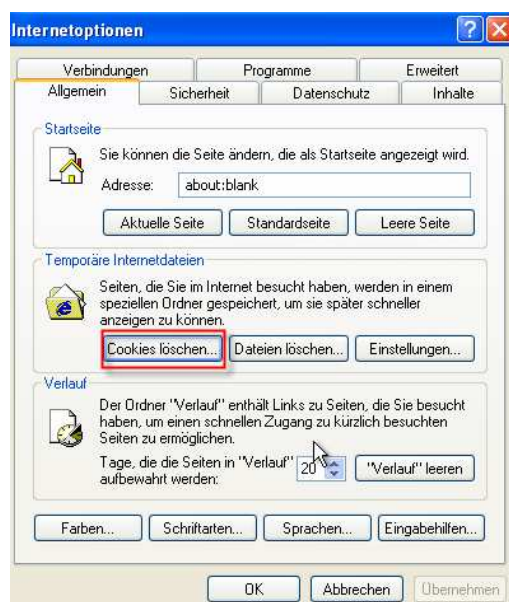 Internetoptionen
Verbindungen Programme Erweitert
Allgemein Sicherheit Datenschutz Inhalte
Startseite
Sie können die Seite ändern, die als Startseite angezeigt wird.
Adresse: about:blank
Aktuelle Seite Standardseite Leere Seite
Temporäre Internetdateien
Seiten, die Sie im Internet besucht haben, werden in einem
speziellen Ordner gespeichert, um sie später schneller
anzeigen zu können.
Cookies löschen... Dateien löschen... Einstellungen...
Verlauf
Der Ordner "Verlauf" enthält Links zu Seiten, die Sie besucht
haben, um einen schnellen Zugang zu kürzlich besuchten
Seiten zu ermöglichen.
Tage, die die Seiten in "Verlauf"
aufbewahrt werden: 20 "Verlauf" leeren
Farben... Schriftarten... Sprachen... Eingabehilfen...
OK Abbrechen Übernehmen